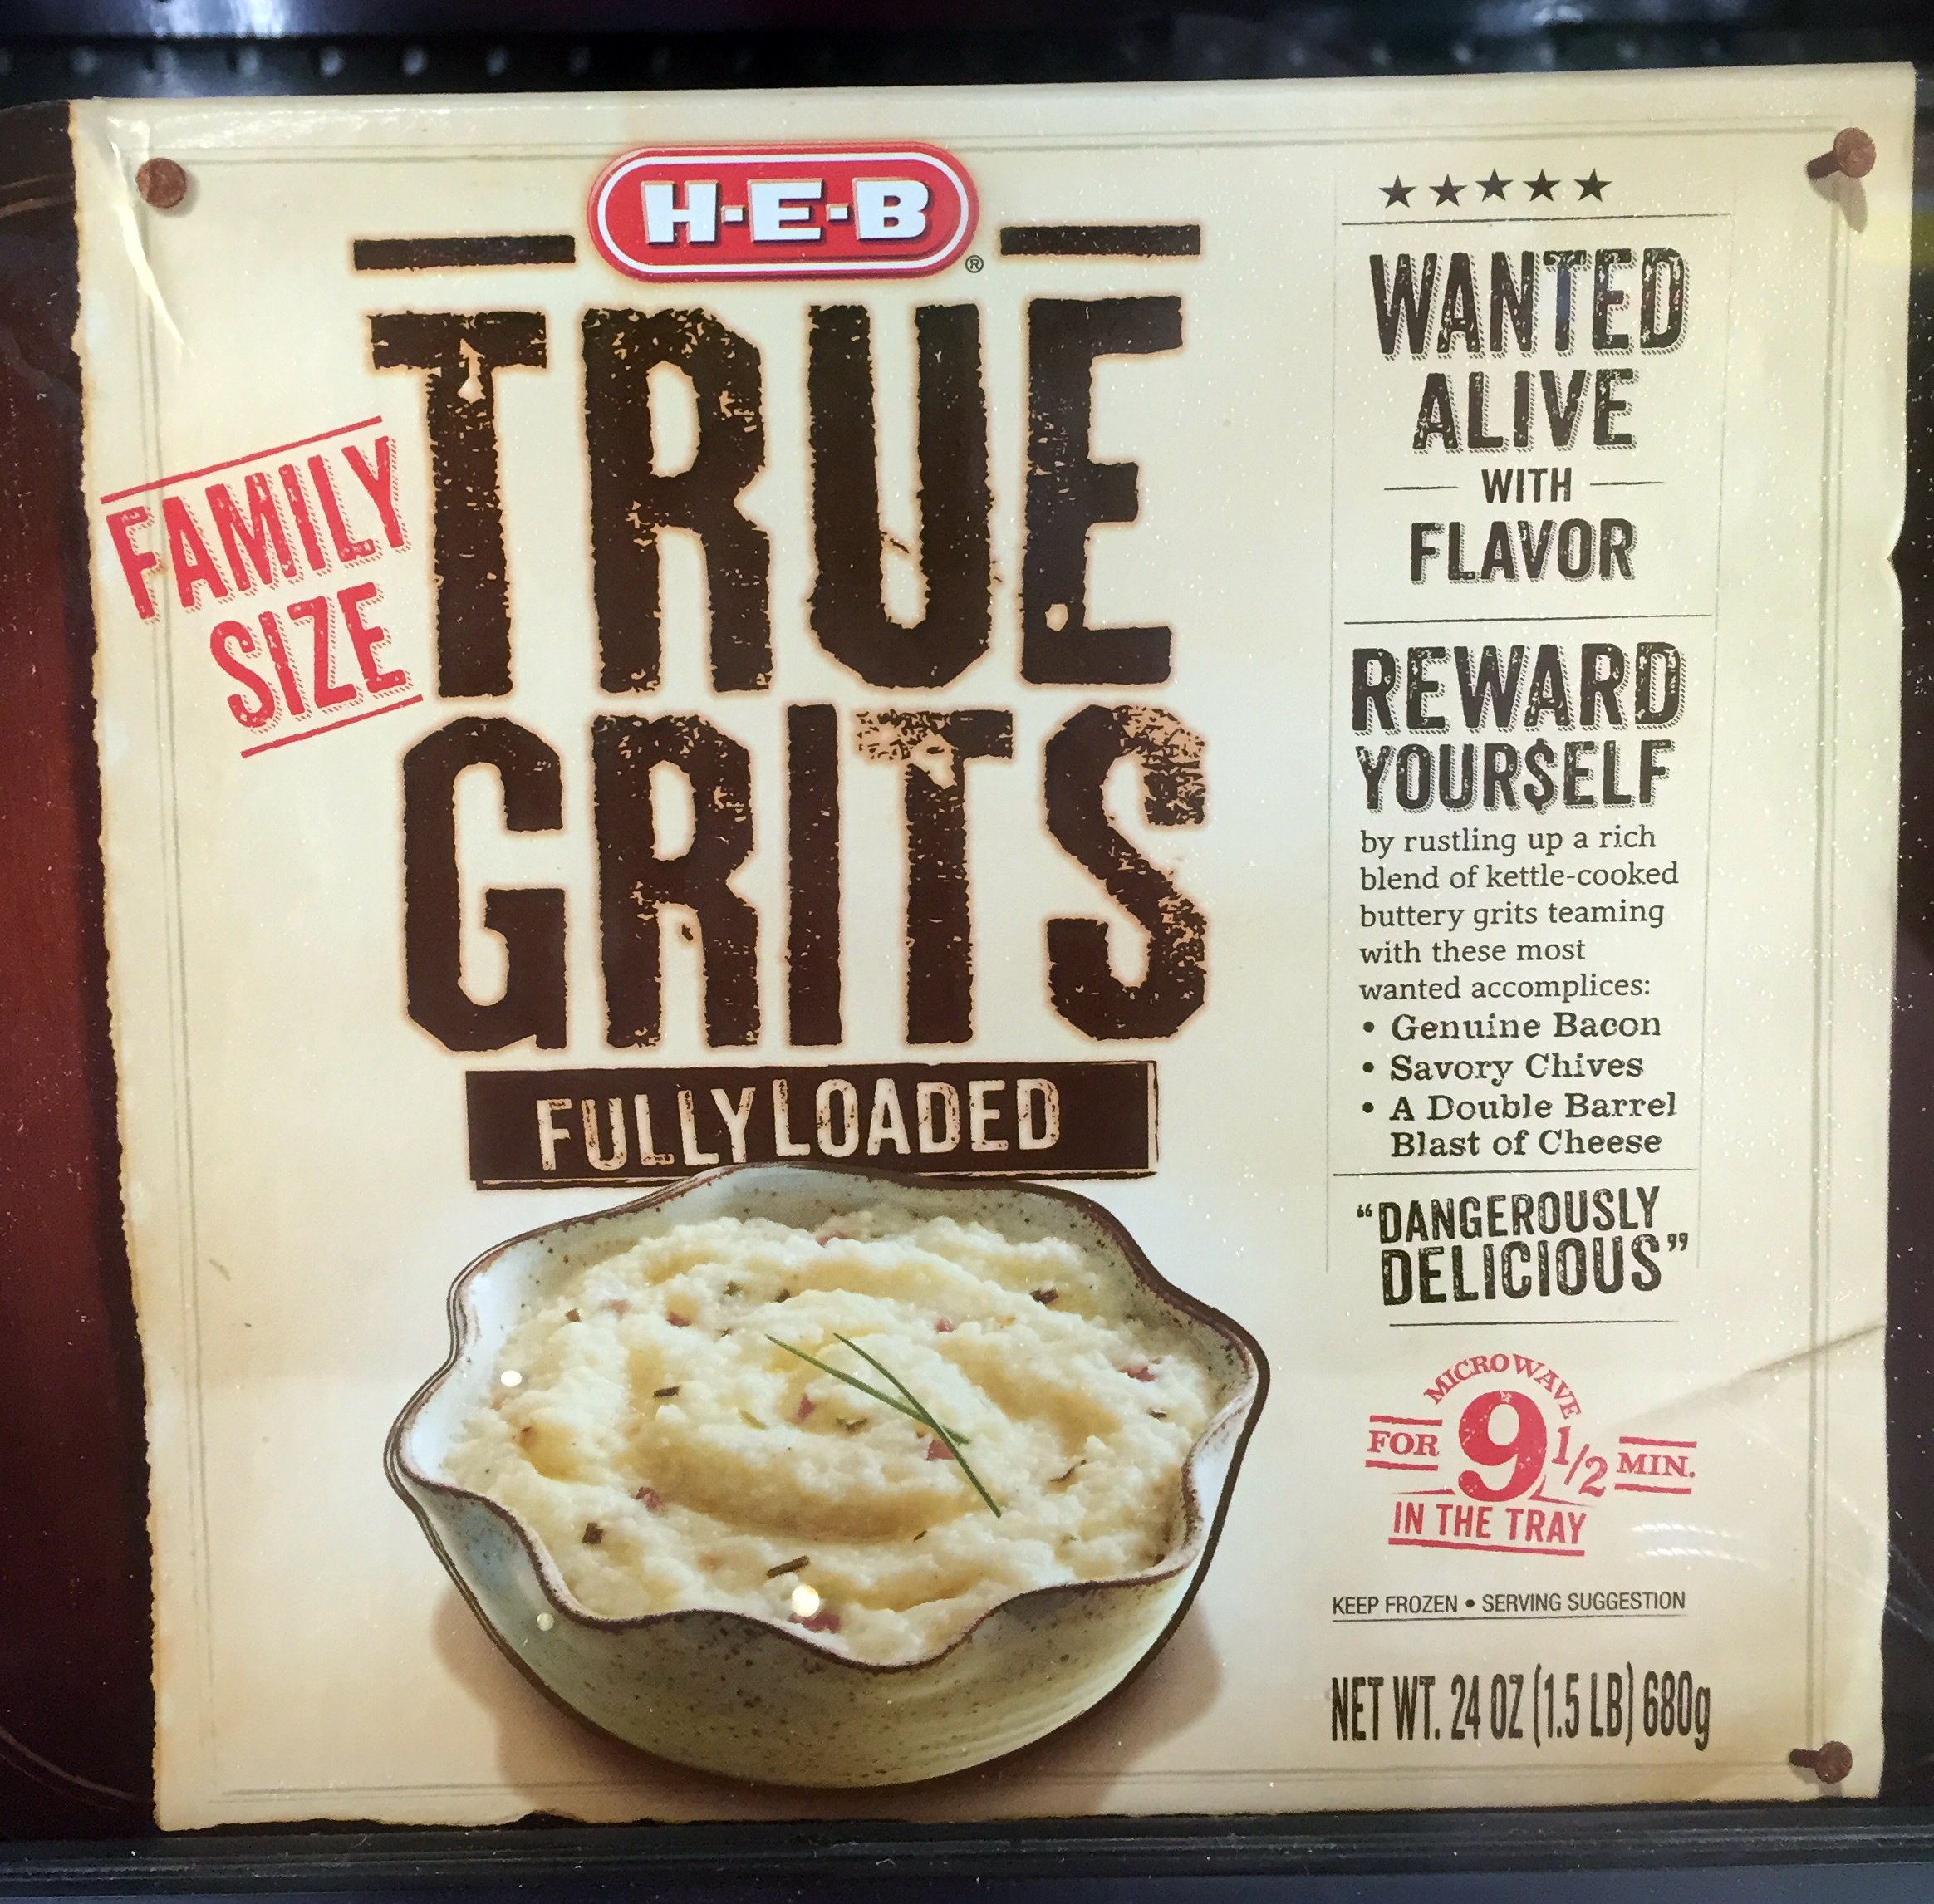 H-E-B®
TRUE
GRITS
FAMILY
SIZE
FULLY LOADED
★★★★★
WANTED
ALIVE
WITH
FLAVOR
REWARD
YOUR$ELF
by rustling up a rich
blend of kettle-cooked
buttery grits teaming
with these most
wanted accomplices:
• Genuine Bacon
• Savory Chives
• A Double Barrel
Blast of Cheese
“DANGEROUSLY
DELICIOUS”
MICROWAVE
FOR 9 1/2 MIN.
IN THE TRAY
KEEP FROZEN • SERVING SUGGESTION
NET WT. 24 OZ (1.5 LB) 680g